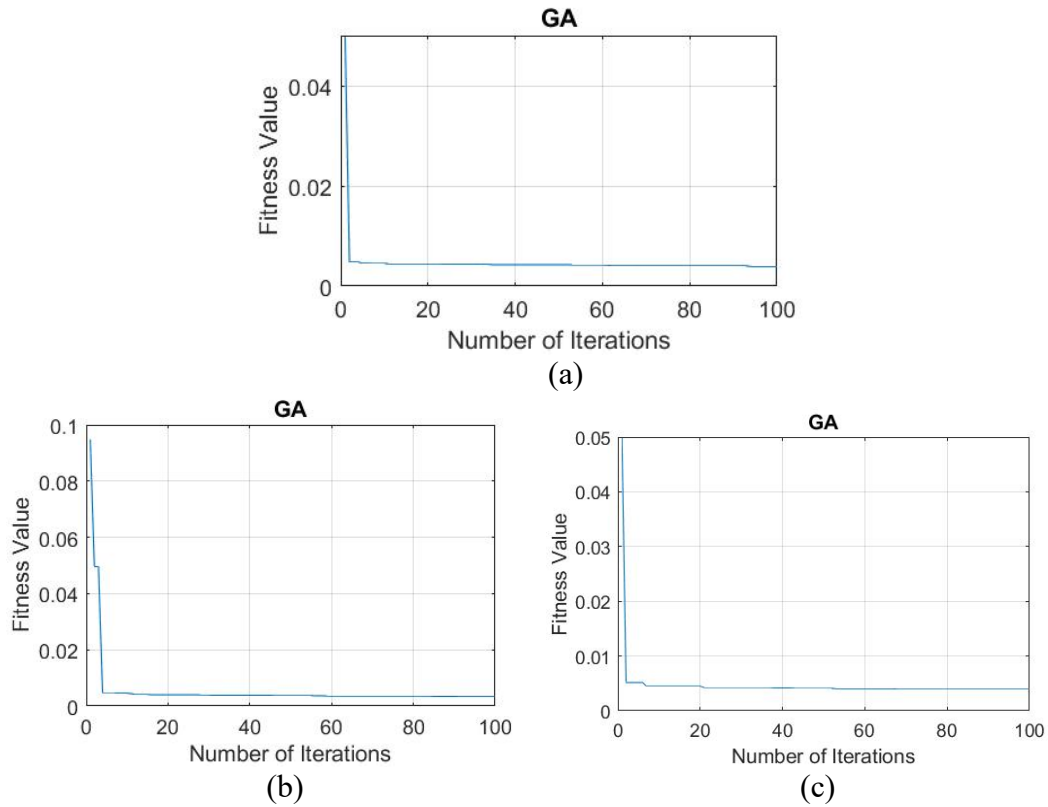 GA
0.04
0.02
0
Fitness Value
0 20 40 60 80 100
Number of Iterations
(a)
GA
0.1
0.08
0.06
0.04
0.02
0
Fitness Value
0 20 40 60 80 100
Number of Iterations
(b)
GA
0.05
0.04
0.03
0.02
0.01
0
Fitness Value
0 20 40 60 80 100
Number of Iterations
(c)